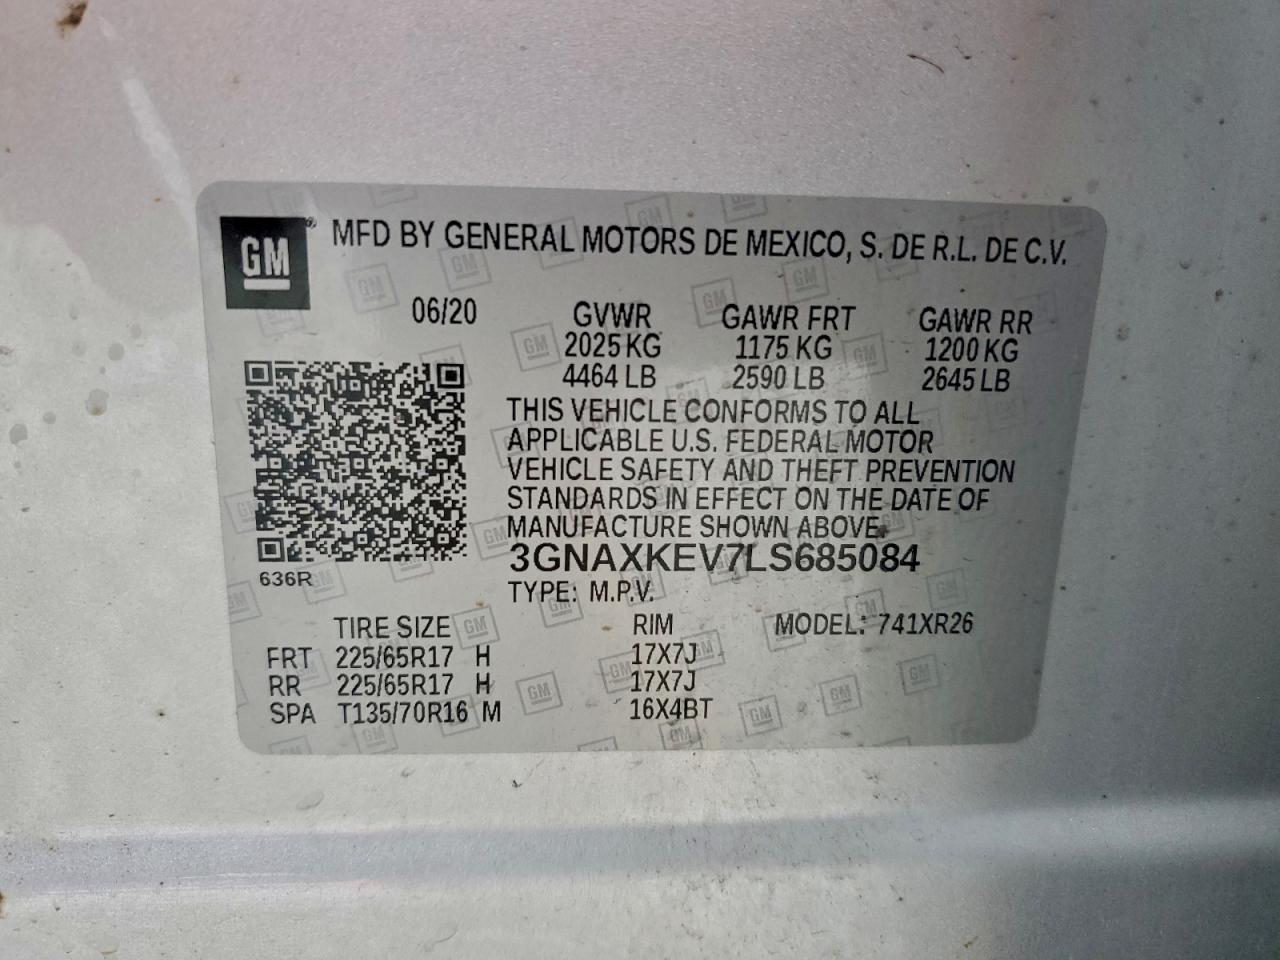 GM® MFD BY GENERAL MOTORS DE MEXICO, S. DE R.L. DE C.V.
06/20 GVWR GAWR FRT GAWR RR
2025 KG 1175 KG 1200 KG
4464 LB 2590 LB 2645 LB
THIS VEHICLE CONFORMS TO ALL
APPLICABLE U.S. FEDERAL MOTOR
VEHICLE SAFETY AND THEFT PREVENTION
STANDARDS IN EFFECT ON THE DATE OF
MANUFACTURE SHOWN ABOVE.
3GNAXKEV7LS685084
636R
TYPE: M.P.V.
TIRE SIZE RIM MODEL: 741XR26
FRT 225/65R17 H 17X7J
RR 225/65R17 H 17X7J
SPA T135/70R16 M 16X4BT